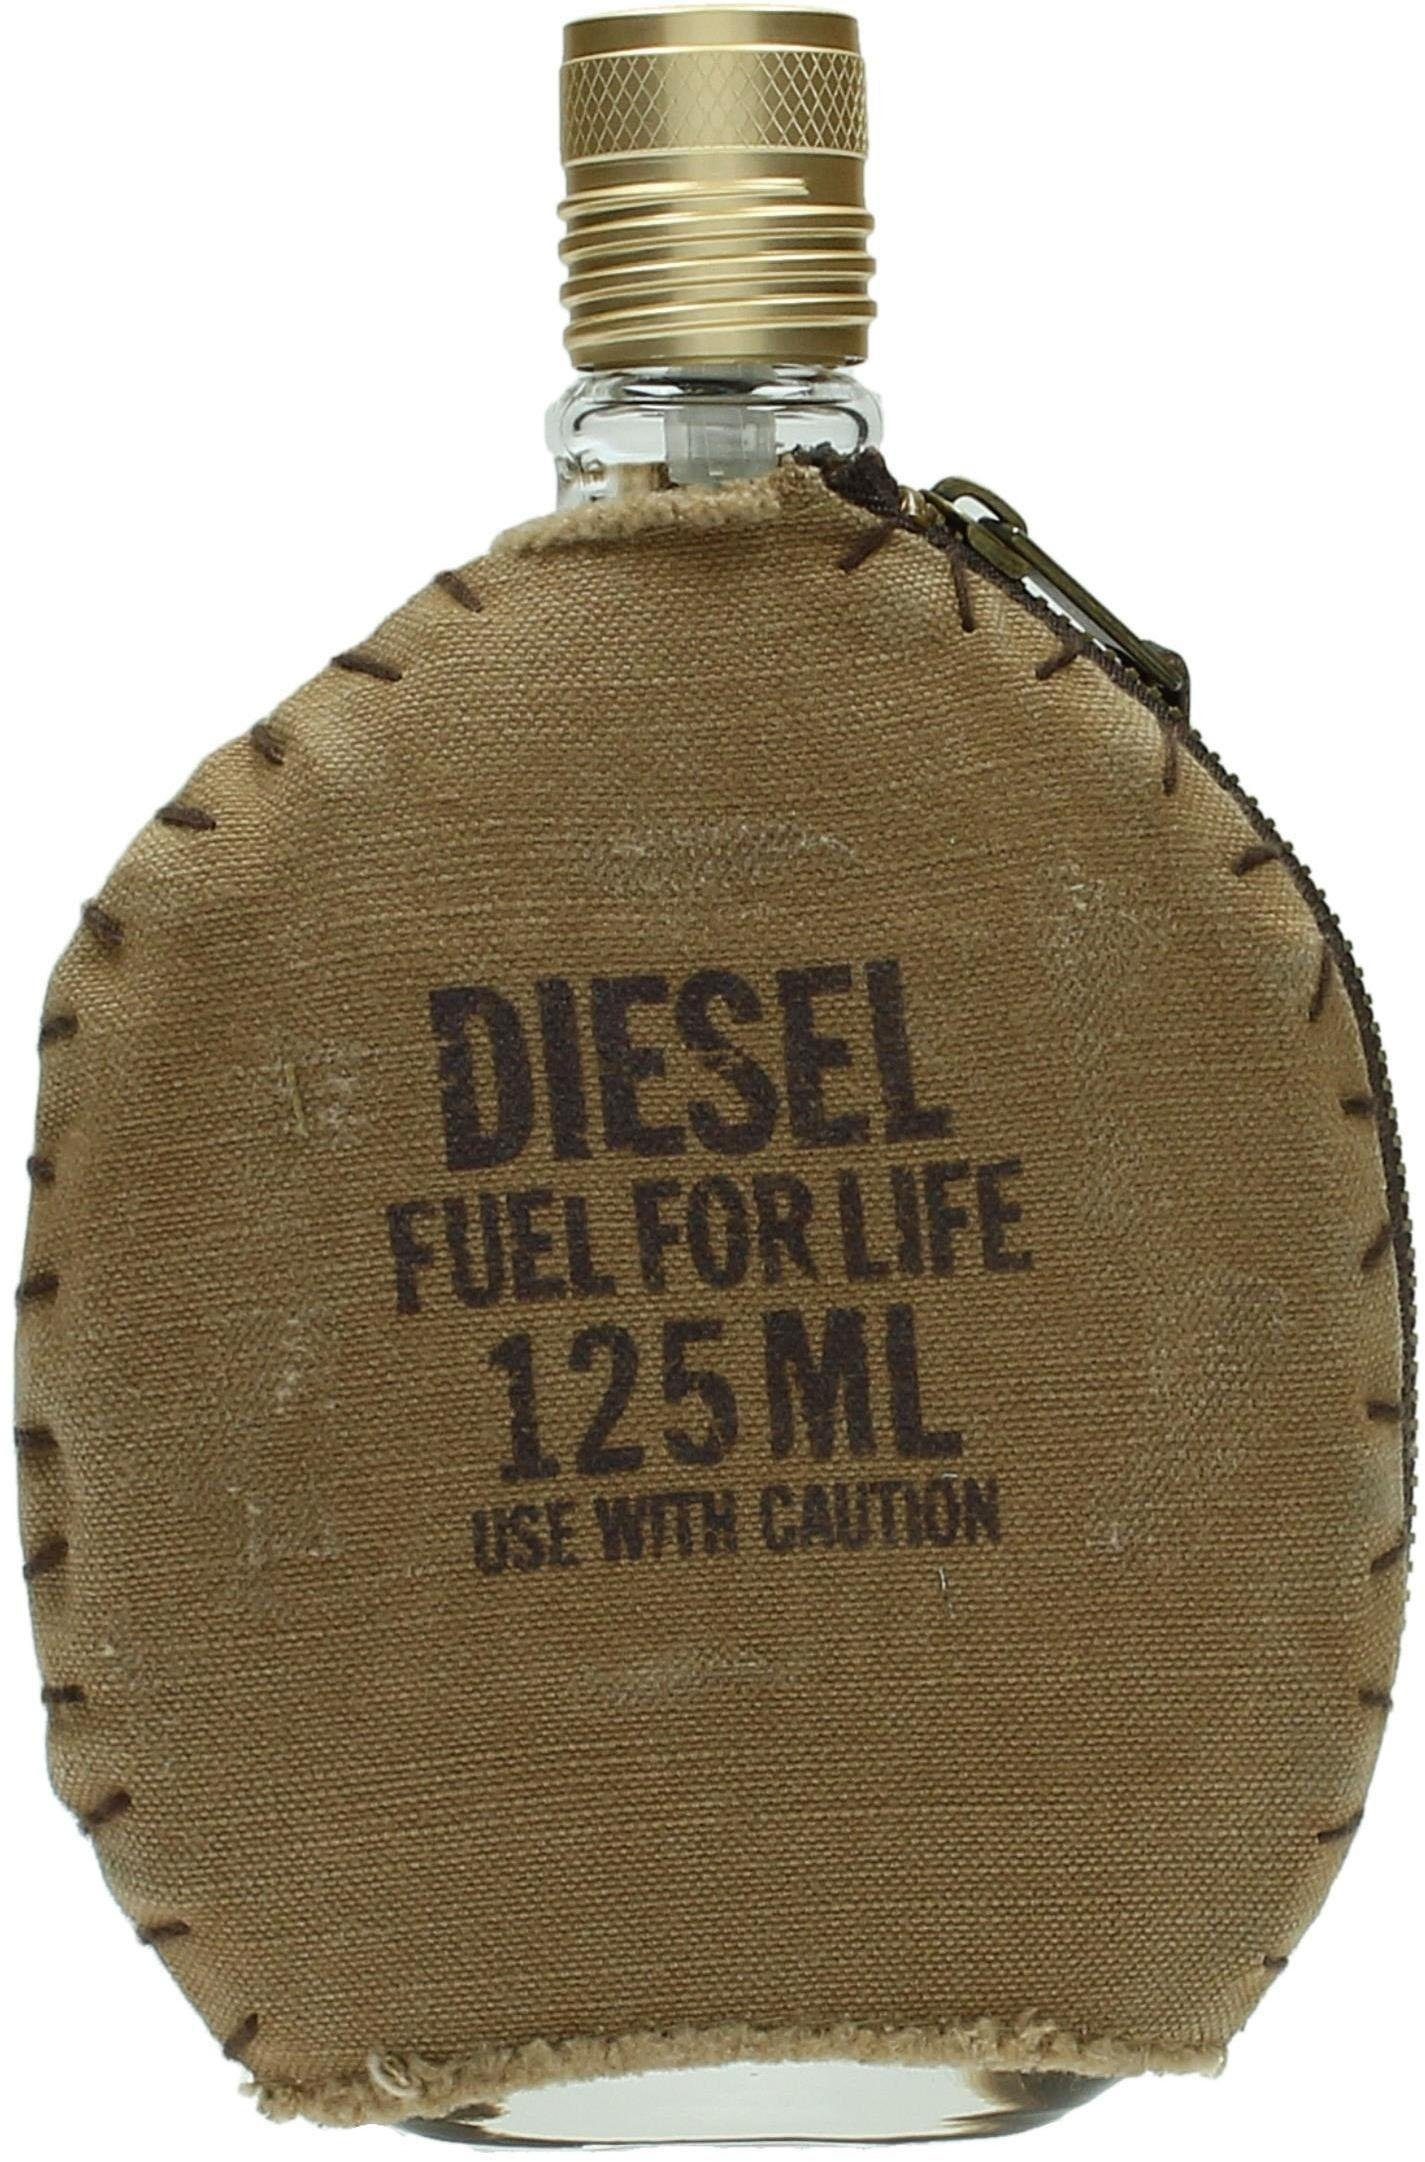 DIESEL
FUEL FOR LIFE
125 ML
USE WITH CAUTION